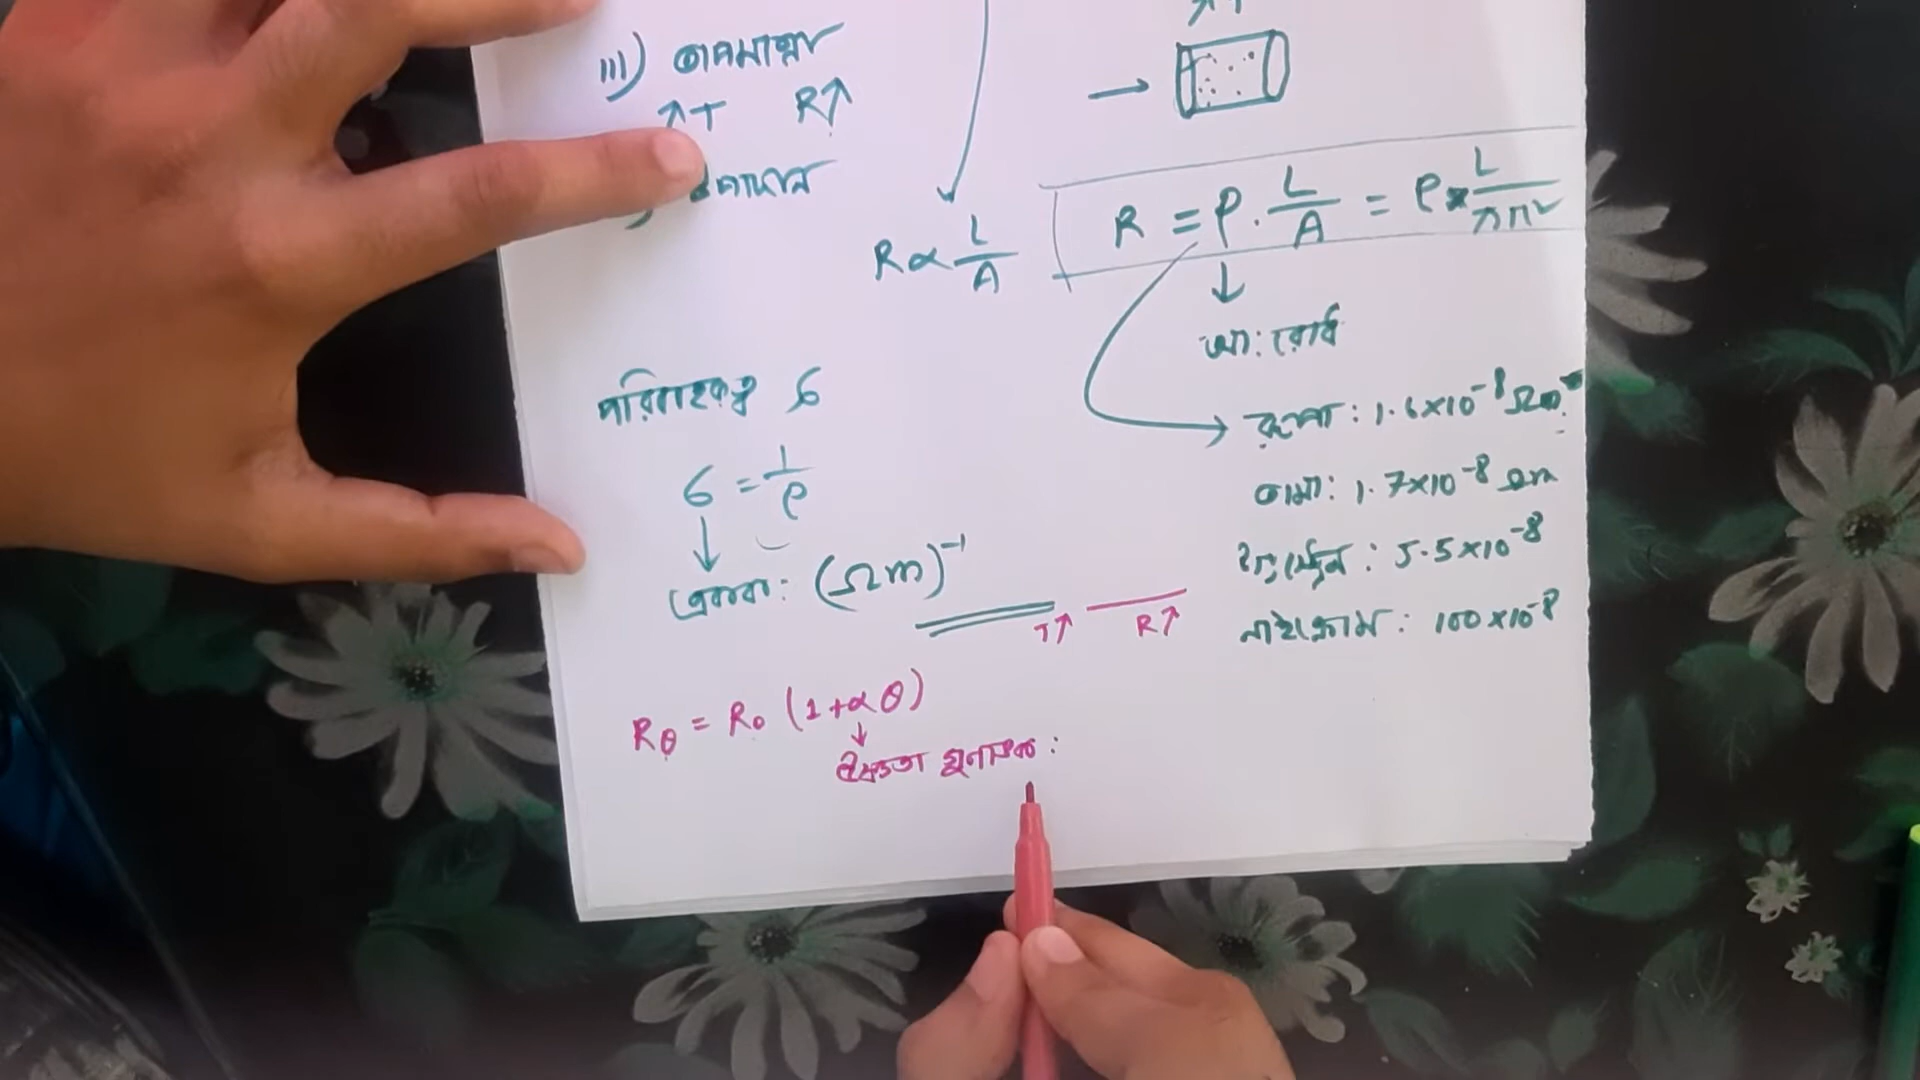 III) তাপমাত্রা
↑T R↑
পাদান
R ∝ L/A
↑T
R = ρ · L/A = ρ × L/πr²
↓
আ: রোধ
পরিবাহকত্ব σ
σ = 1/ρ
↓
একক: (Ωm)⁻¹
রূপা : 1.6×10⁻⁸ Ωm
তামা: 1.7×10⁻⁸ Ωm
টাংস্টেন : 5.5×10⁻⁸
নাইক্রোম : 100×10⁻⁸
T↑ R↑
Rθ = R₀ (1+αθ)
↓
উষ্ণতা গুনাংক :